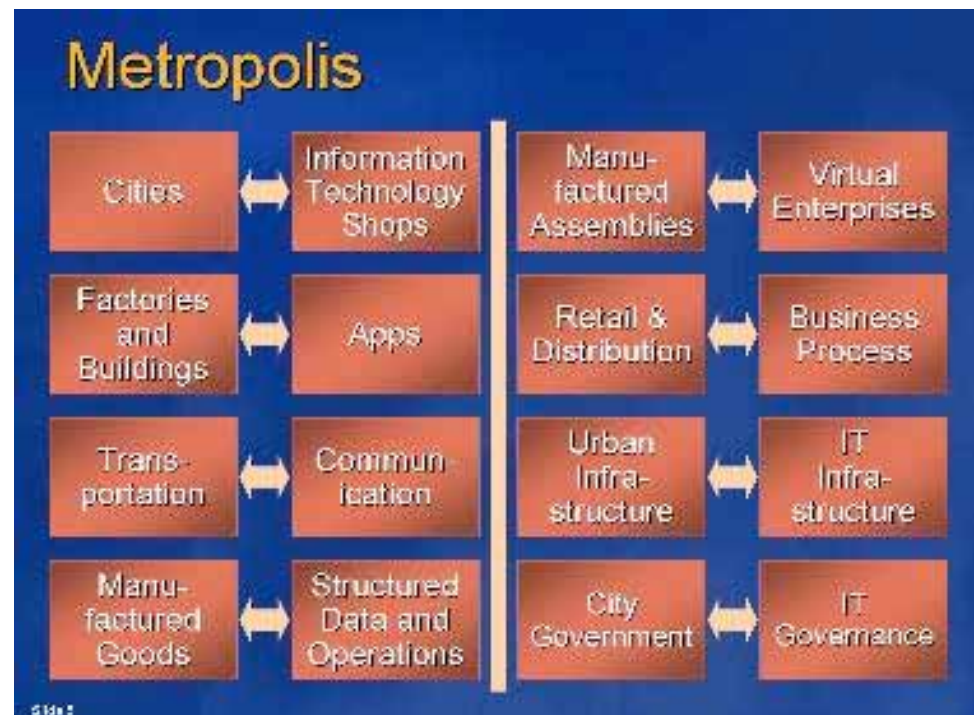 Metropolis
Cities
Information
Technology
Shops
Factories
and
Buildings
Apps
Trans-
portation
Commun-
ication
Manu-
factured
Goods
Structured
Data and
Operations
Manu-
factured
Assemblies
Virtual
Enterprises
Retail &
Distribution
Business
Process
Urban
Infra-
structure
IT
Infra-
structure
City
Government
IT
Governance
Slide 5